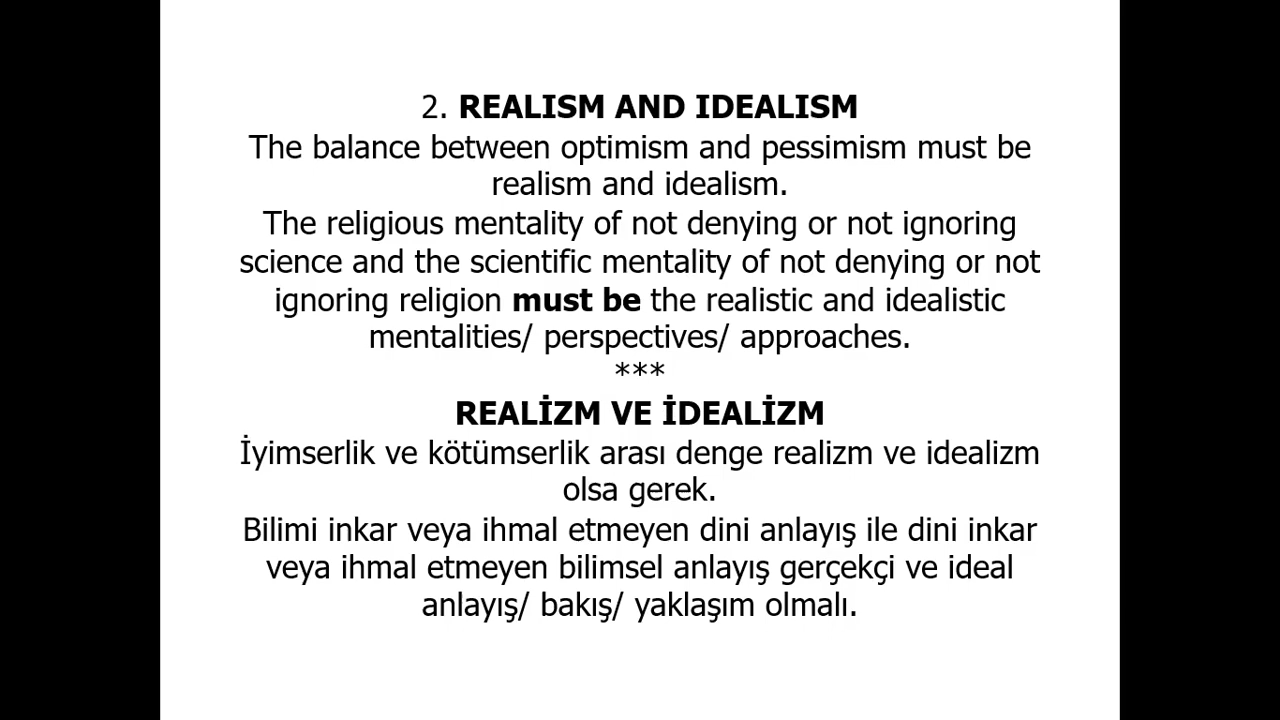 2. REALISM AND IDEALISM
The balance between optimism and pessimism must be
realism and idealism.
The religious mentality of not denying or not ignoring
science and the scientific mentality of not denying or not
ignoring religion must be the realistic and idealistic
mentalities/ perspectives/ approaches.
***
REALİZM VE İDEALİZM
İyimserlik ve kötümserlik arası denge realizm ve idealizm
olsa gerek.
Bilimi inkar veya ihmal etmeyen dini anlayış ile dini inkar
veya ihmal etmeyen bilimsel anlayış gerçekçi ve ideal
anlayış/ bakış/ yaklaşım olmalı.